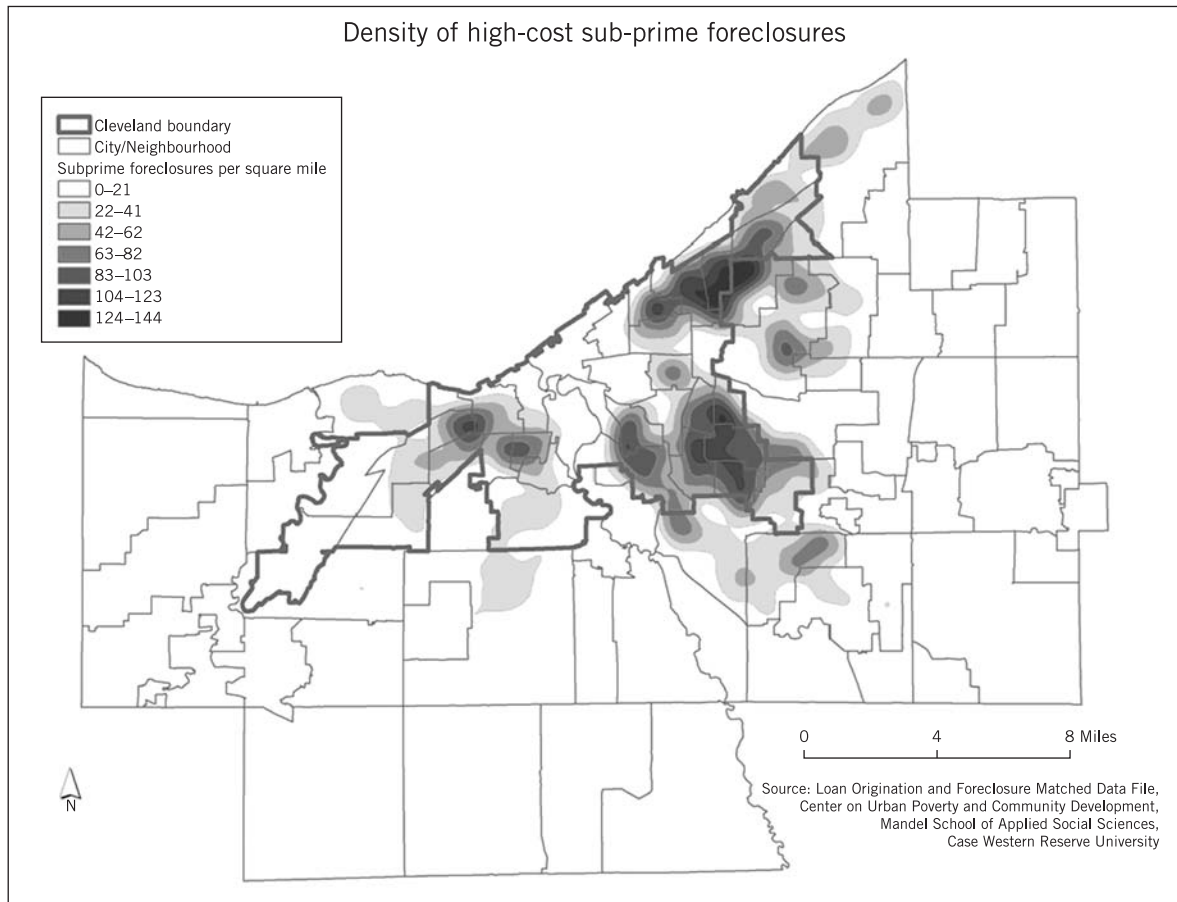 Density of high-cost sub-prime foreclosures
Cleveland boundary
City/Neighbourhood
Subprime foreclosures per square mile
0–21
22–41
42–62
63–82
83–103
104–123
124–144
0 4 8 Miles
N
Source: Loan Origination and Foreclosure Matched Data File,
Center on Urban Poverty and Community Development,
Mandel School of Applied Social Sciences,
Case Western Reserve University